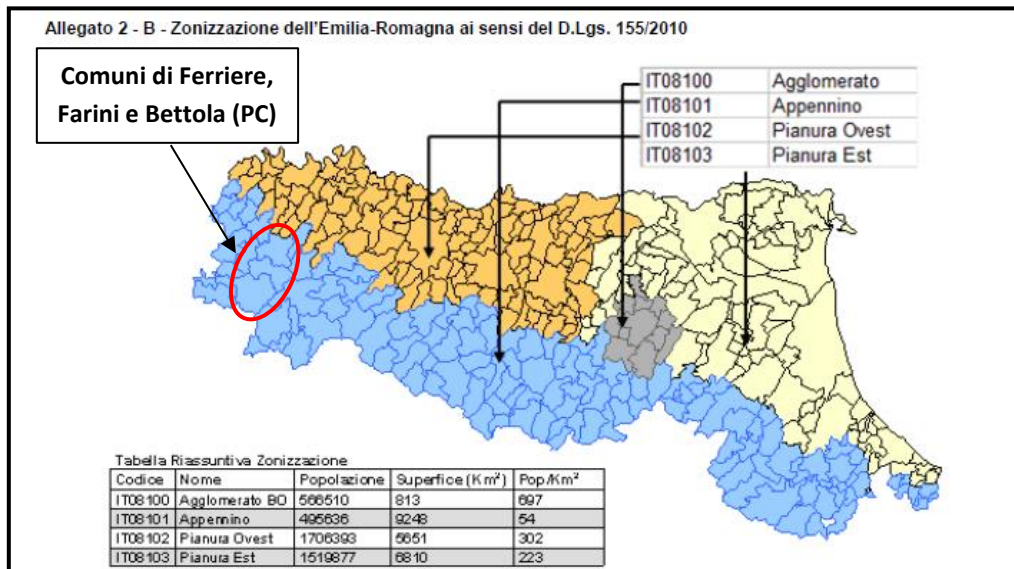 Allegato 2 - B - Zonizzazione dell'Emilia-Romagna ai sensi del D.Lgs. 155/2010
Comuni di Ferriere,
Farini e Bettola (PC)
IT08100 Agglomerato
IT08101 Appennino
IT08102 Pianura Ovest
IT08103 Pianura Est
Tabella Riassuntiva Zonizzazione
Codice Nome Popolazione Superfice (Km²) Pop/Km²
IT08100 Agglomerato BO 566510 813 697
IT08101 Appennino 495636 9248 54
IT08102 Pianura Ovest 1706393 5651 302
IT08103 Pianura Est 1519877 6810 223